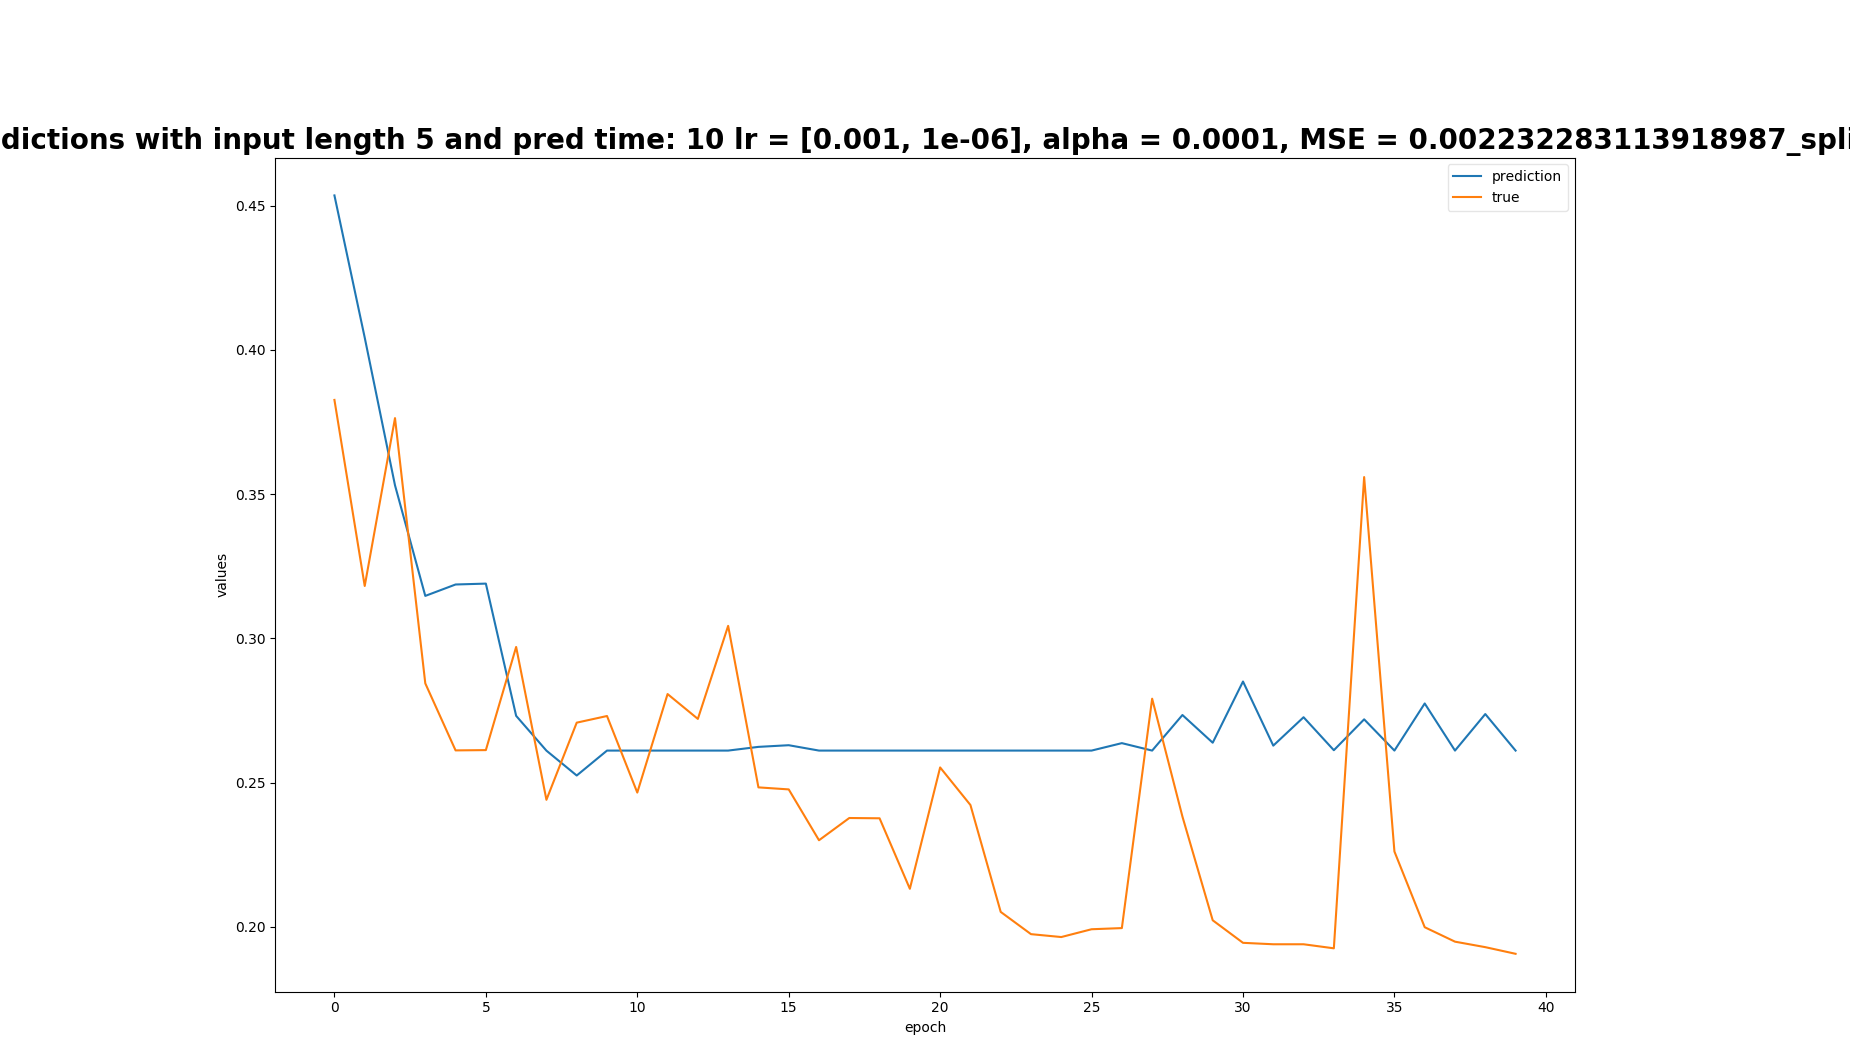 dictions with input length 5 and pred time: 10 lr = [0.001, 1e-06], alpha = 0.0001, MSE = 0.002232283113918987_spli
prediction
true
0.45
0.40
0.35
0.30
0.25
0.20
values
0 5 10 15 20 25 30 35 40
epoch